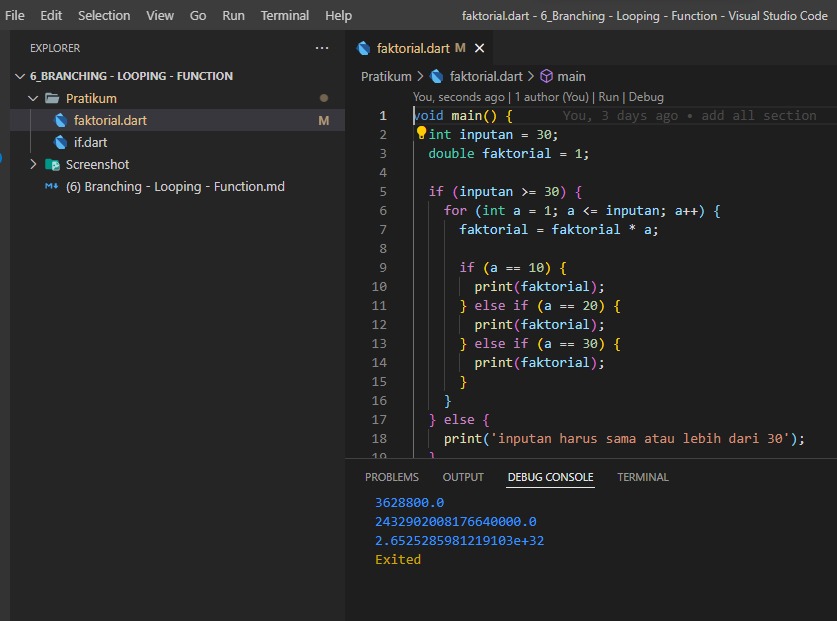 File Edit Selection View Go Run Terminal Help faktorial.dart - 6_Branching - Looping - Function - Visual Studio Code
EXPLORER ...
6_BRANCHING - LOOPING - FUNCTION
Pratikum
faktorial.dart M
if.dart
Screenshot
(6) Branching - Looping - Function.md
faktorial.dart M
Pratikum > faktorial.dart > main
You, seconds ago | 1 author (You) | Run | Debug
1 void main() { You, 3 days ago • add all section
2 int inputan = 30;
3 double faktorial = 1;
4
5 if (inputan >= 30) {
6 for (int a = 1; a <= inputan; a++) {
7 faktorial = faktorial * a;
8
9 if (a == 10) {
10 print(faktorial);
11 } else if (a == 20) {
12 print(faktorial);
13 } else if (a == 30) {
14 print(faktorial);
15 }
16 }
17 } else {
18 print('inputan harus sama atau lebih dari 30');
19 }
PROBLEMS OUTPUT DEBUG CONSOLE TERMINAL
3628800.0
2432902008176640000.0
2.6525285981219103e+32
Exited